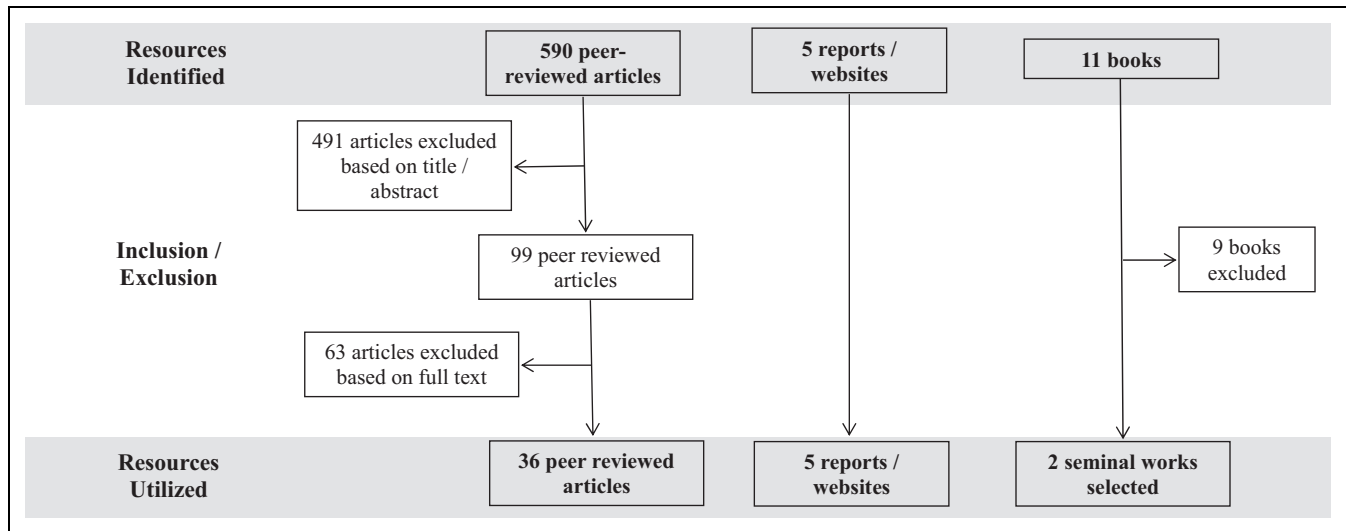 Resources
Identified
590 peer-
reviewed articles
5 reports /
websites
11 books
491 articles excluded
based on title /
abstract
Inclusion /
Exclusion
99 peer reviewed
articles
9 books
excluded
63 articles excluded
based on full text
Resources
Utilized
36 peer reviewed
articles
5 reports /
websites
2 seminal works
selected